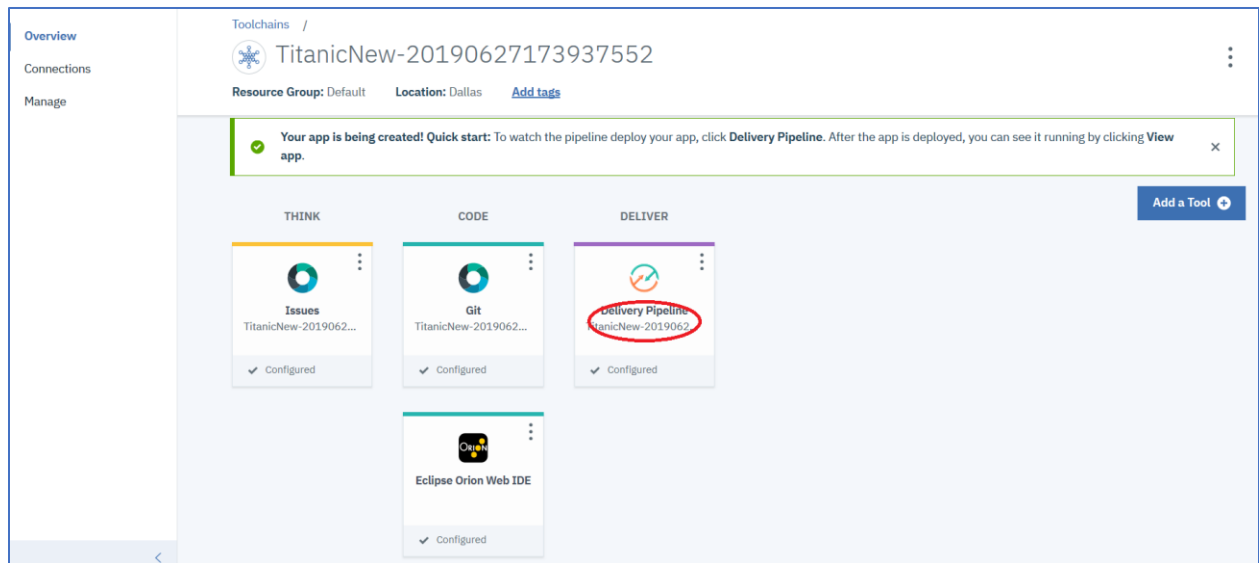 Overview
Connections
Manage
Toolchains /
TitanicNew-20190627173937552
Resource Group: Default Location: Dallas Add tags
Your app is being created! Quick start: To watch the pipeline deploy your app, click Delivery Pipeline. After the app is deployed, you can see it running by clicking View
app.
Add a Tool
THINK CODE DELIVER
Issues
TitanicNew-2019062...
Configured
Git
TitanicNew-2019062...
Configured
Delivery Pipeline
TitanicNew-2019062...
Configured
ORION
Eclipse Orion Web IDE
Configured